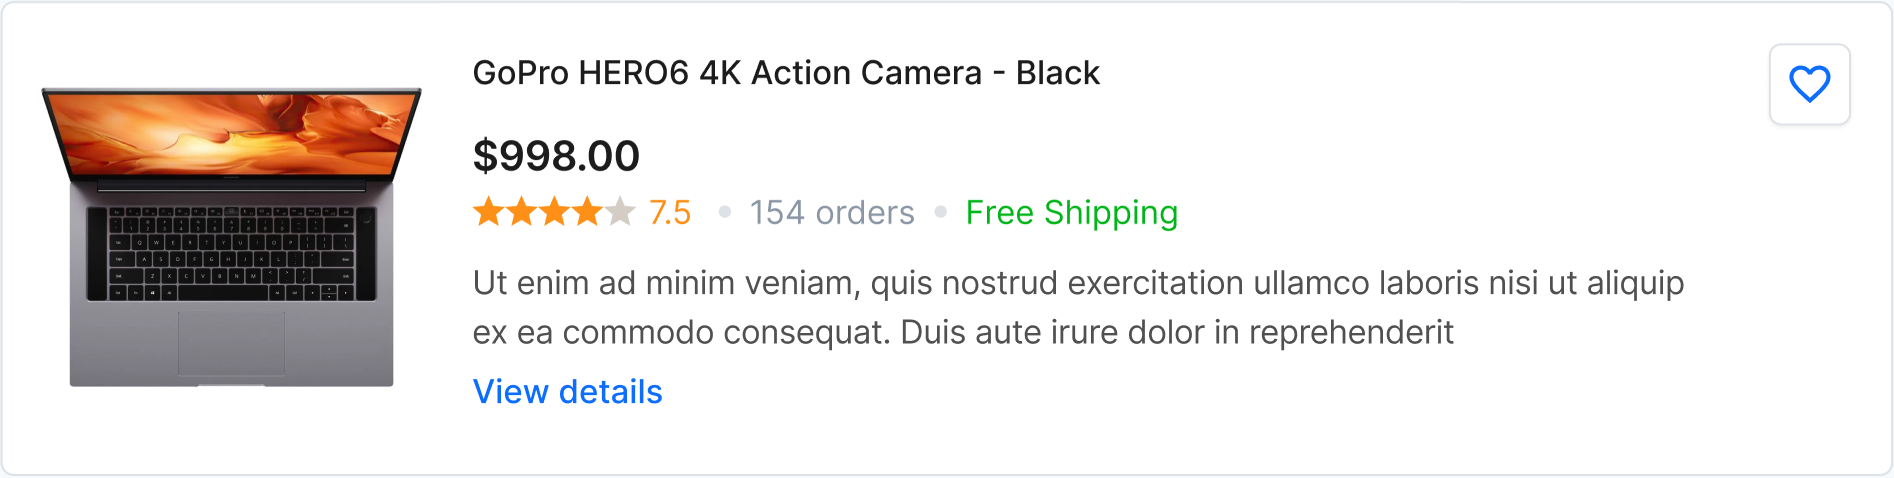 GoPro HERO6 4K Action Camera - Black
$998.00
7.5 • 154 orders • Free Shipping
Ut enim ad minim veniam, quis nostrud exercitation ullamco laboris nisi ut aliquip
ex ea commodo consequat. Duis aute irure dolor in reprehenderit
View details